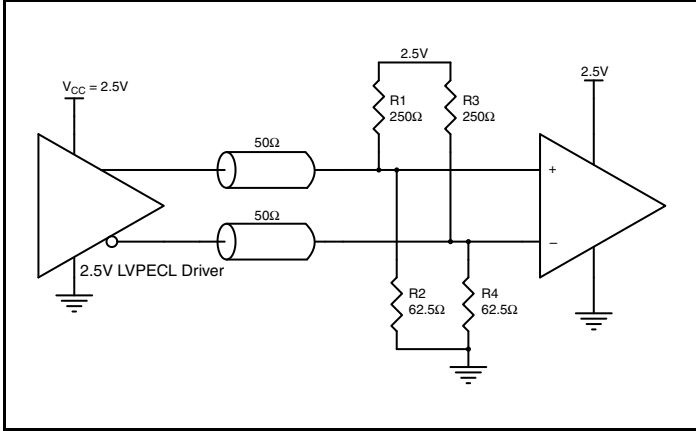 2.5V
V_CC = 2.5V
2.5V
R1
250Ω
R3
250Ω
50Ω
+
50Ω
−
2.5V LVPECL Driver
R2
62.5Ω
R4
62.5Ω